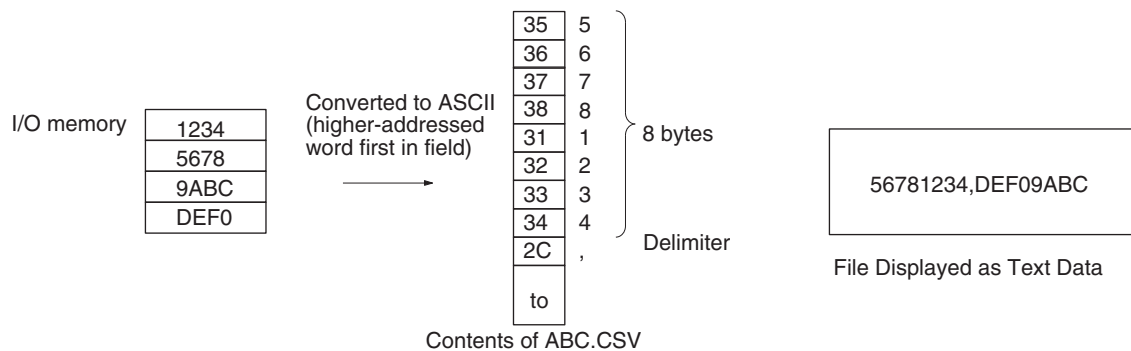 I/O memory
1234
5678
9ABC
DEF0
Converted to ASCII
(higher-addressed
word first in field)
35 5
36 6
37 7
38 8
31 1
32 2
33 3
34 4
2C ,
to
8 bytes
Delimiter
Contents of ABC.CSV
56781234,DEF09ABC
File Displayed as Text Data